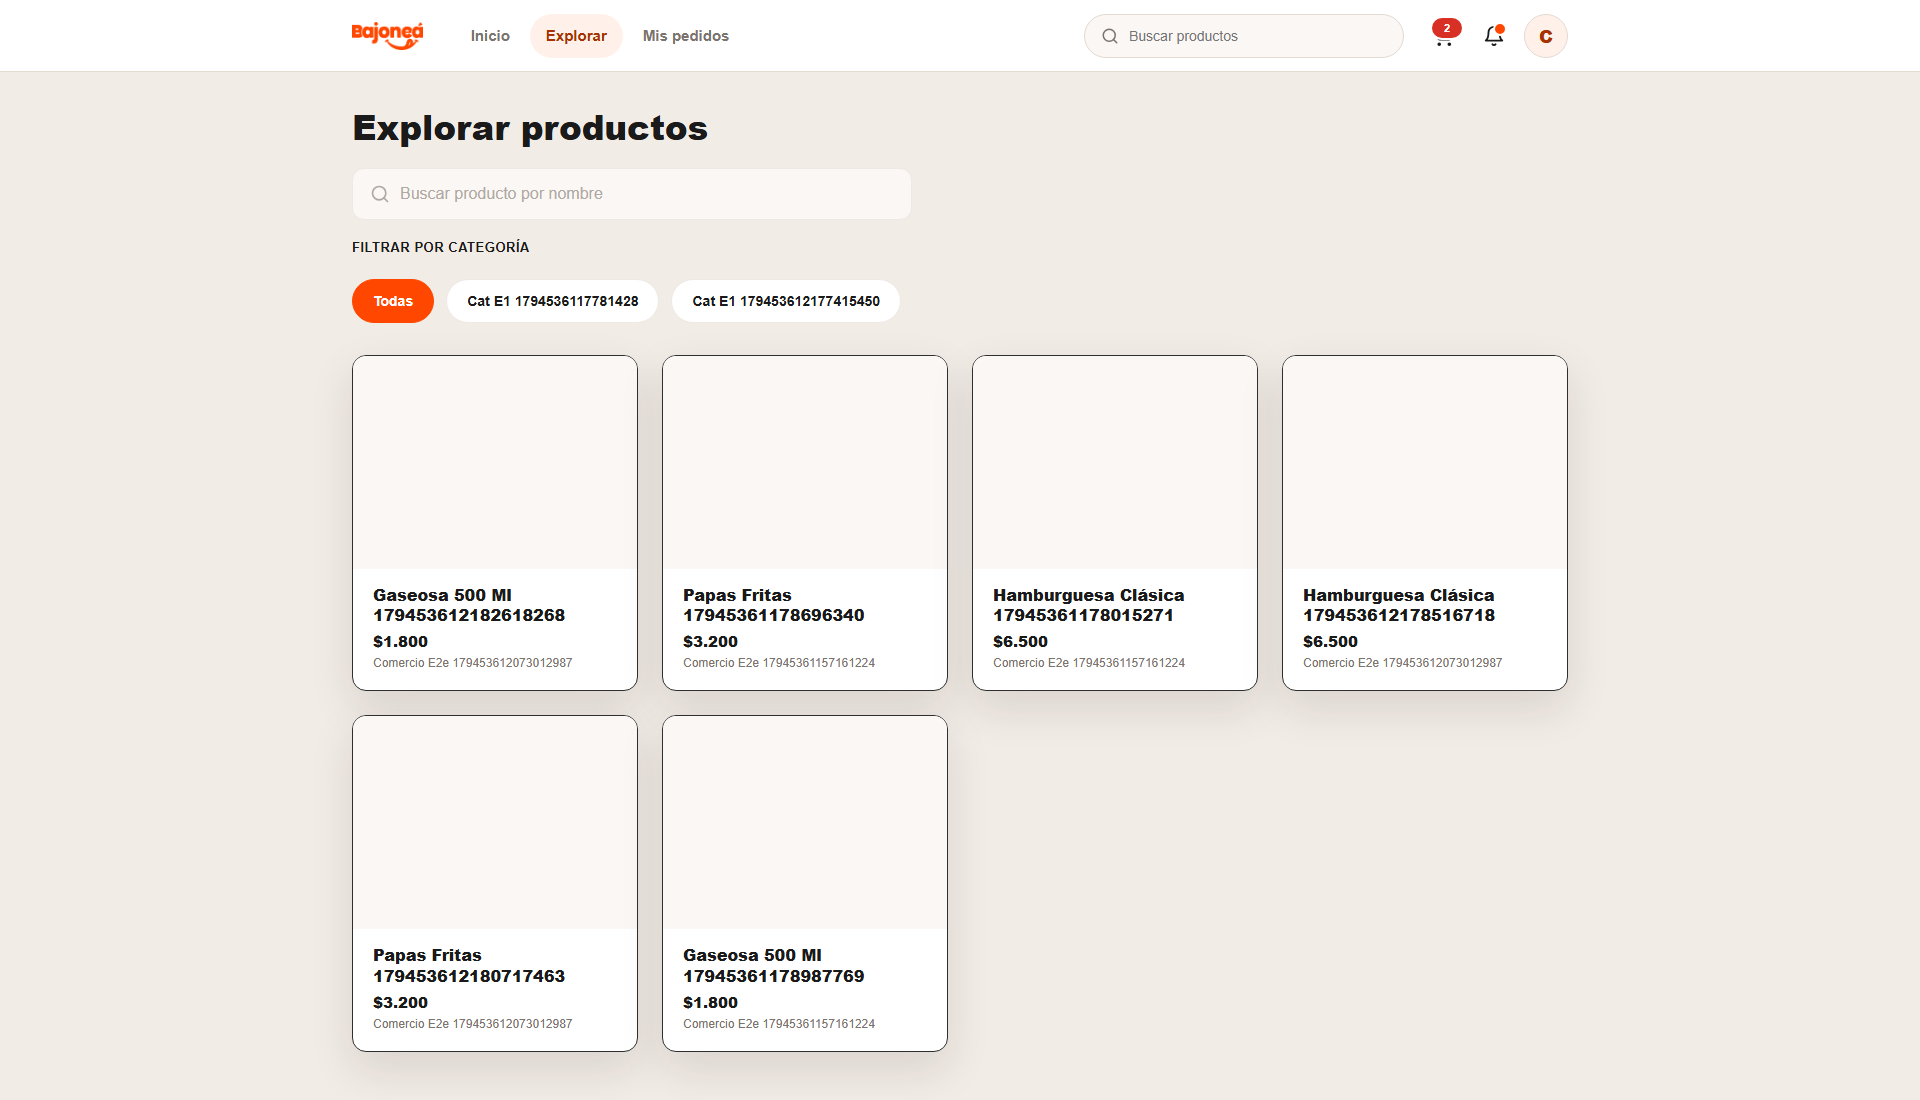 Bajoneá
Inicio
Explorar
Mis pedidos
Buscar productos
2
C
Explorar productos
Buscar producto por nombre
FILTRAR POR CATEGORÍA
Todas
Cat E1 1794536117781428
Cat E1 179453612177415450
Gaseosa 500 Ml
179453612182618268
$1.800
Comercio E2e 179453612073012987
Papas Fritas
17945361178696340
$3.200
Comercio E2e 17945361157161224
Hamburguesa Clásica
17945361178015271
$6.500
Comercio E2e 17945361157161224
Hamburguesa Clásica
179453612178516718
$6.500
Comercio E2e 179453612073012987
Papas Fritas
179453612180717463
$3.200
Comercio E2e 179453612073012987
Gaseosa 500 Ml
17945361178987769
$1.800
Comercio E2e 17945361157161224